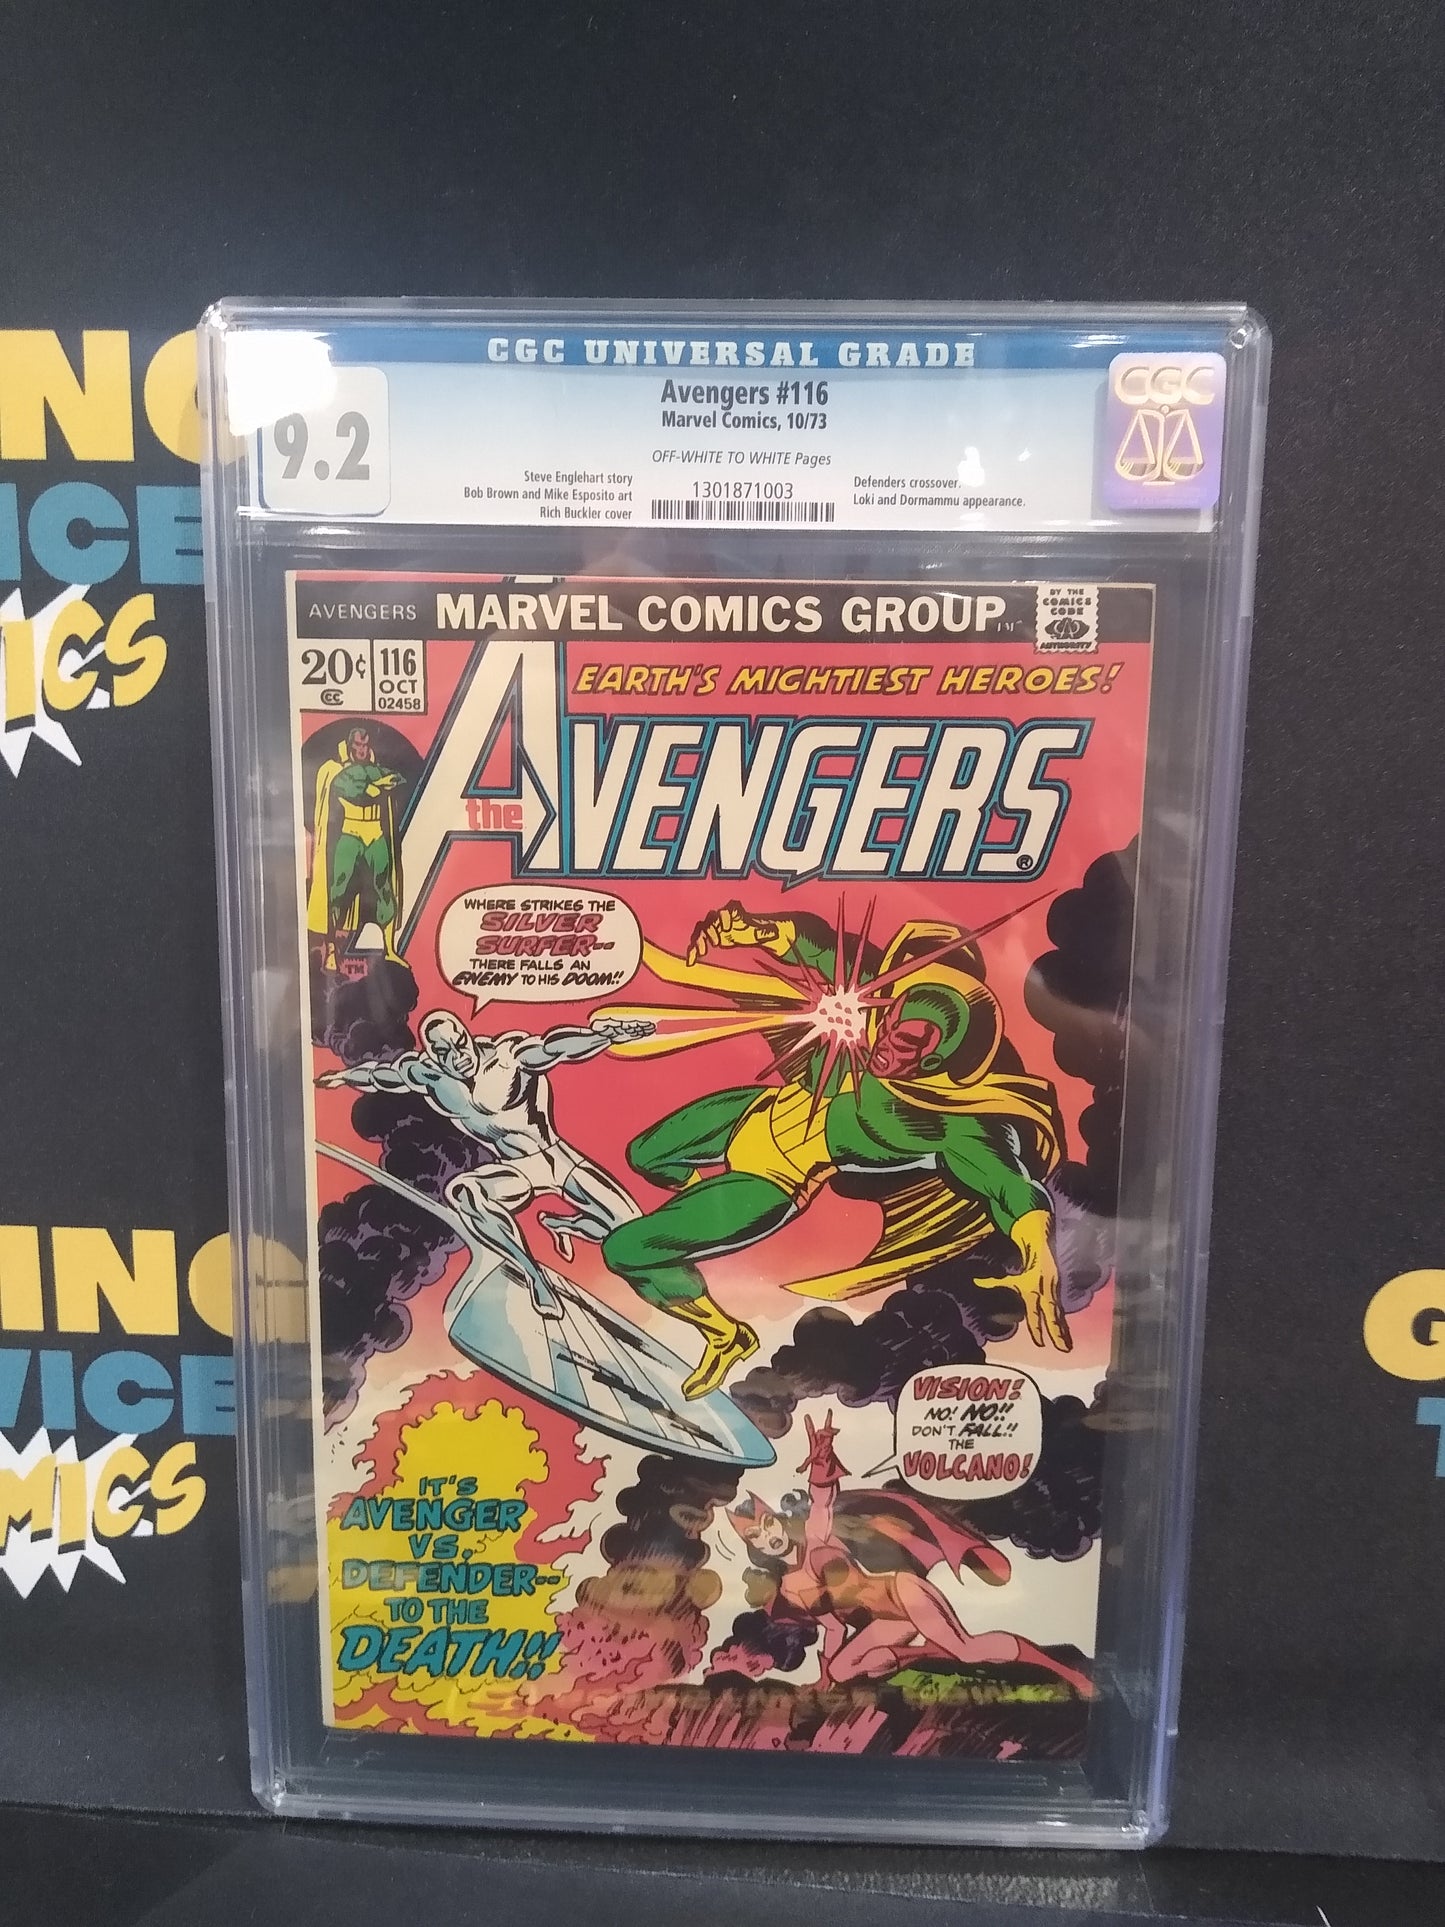 CGC UNIVERSAL GRADE
9.2
Avengers #116
Marvel Comics, 10/73
OFF-WHITE TO WHITE Pages
Steve Englehart story
Bob Brown and Mike Esposito art
Rich Buckler cover
1301871003
Defenders crossover.
Loki and Dormammu appearance.
CGC
AVENGERS
MARVEL COMICS GROUP
TM
BY THE
COMICS
CODE
AUTHORITY
20¢
CC
116
OCT
02458
EARTH'S MIGHTIEST HEROES!
the AVENGERS
®
TM
WHERE STRIKES THE
SILVER
SURFER--
THERE FALLS AN
ENEMY TO HIS DOOM!!
VISION!
NO! NO!!
DON'T FALL!!
THE
VOLCANO!
IT'S
AVENGER
VS.
DEFENDER--
TO THE
DEATH!!